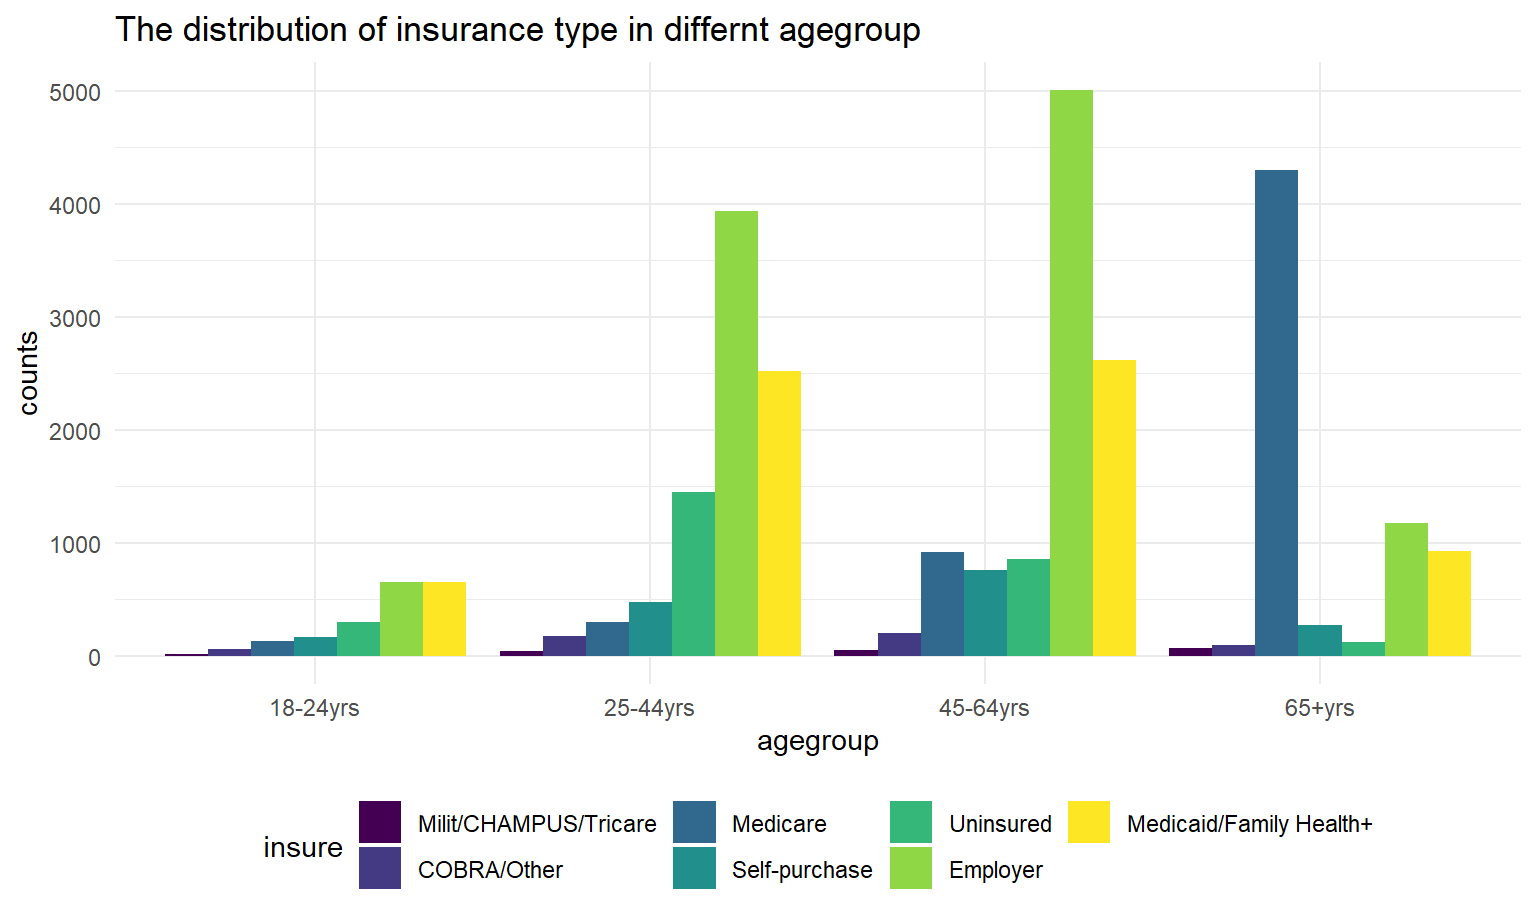 The distribution of insurance type in differnt agegroup
5000
4000
3000
2000
1000
0
counts
18-24yrs 25-44yrs 45-64yrs 65+yrs
agegroup
insure
Milit/CHAMPUS/Tricare Medicare Uninsured Medicaid/Family Health+
COBRA/Other Self-purchase Employer